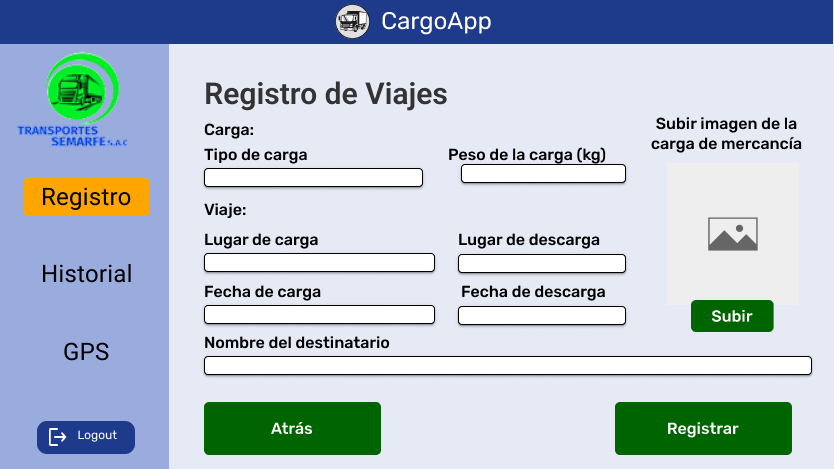 CargoApp
TRANSPORTES
SEMARFE S.A.C
Registro
Historial
GPS
Logout
Registro de Viajes
Carga:
Tipo de carga
Peso de la carga (kg)
Viaje:
Lugar de carga
Lugar de descarga
Fecha de carga
Fecha de descarga
Nombre del destinatario
Subir imagen de la
carga de mercancía
Subir
Atrás
Registrar